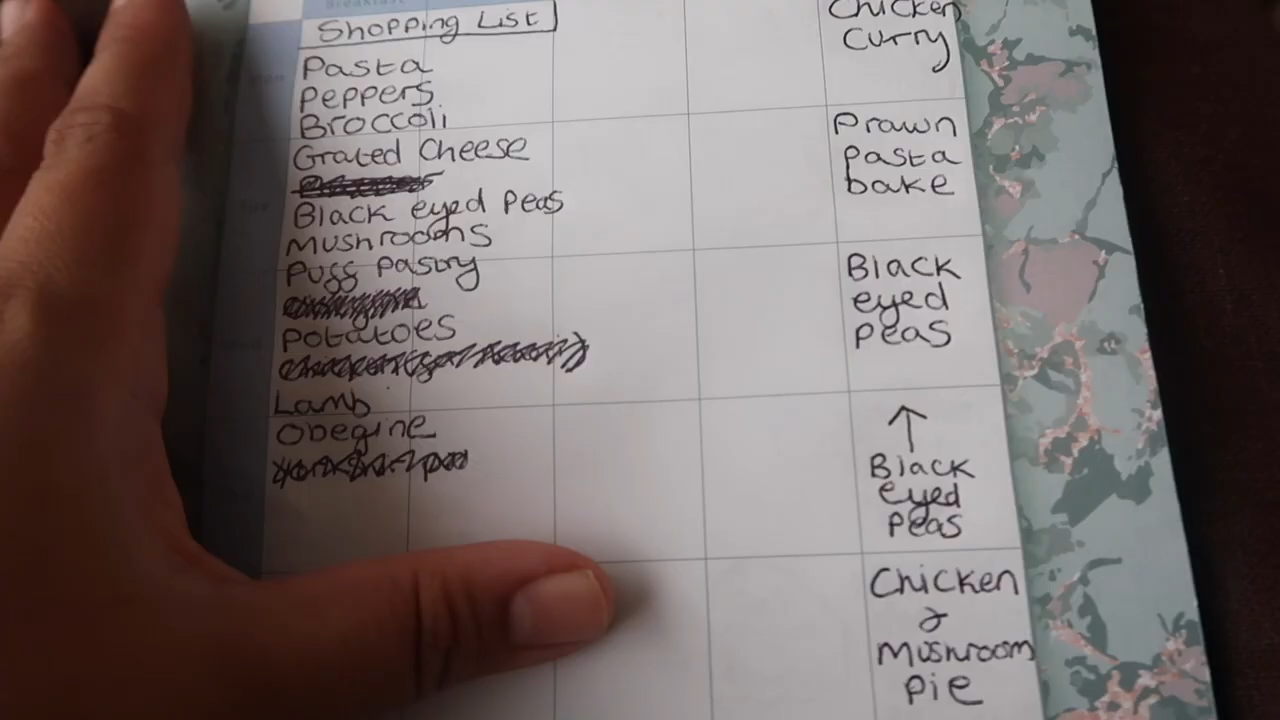 Breakfast
Shopping List
Pasta
Peppers
Broccoli
Grated Cheese
Black eyed Peas
Mushrooms
Puff Pastry
Potatoes
Lamb
Obegine
Chicken
Curry
Prawn
Pasta
bake
Black
eyed
Peas
↑
Black
eyed
Peas
Chicken
&
Mushroom
Pie